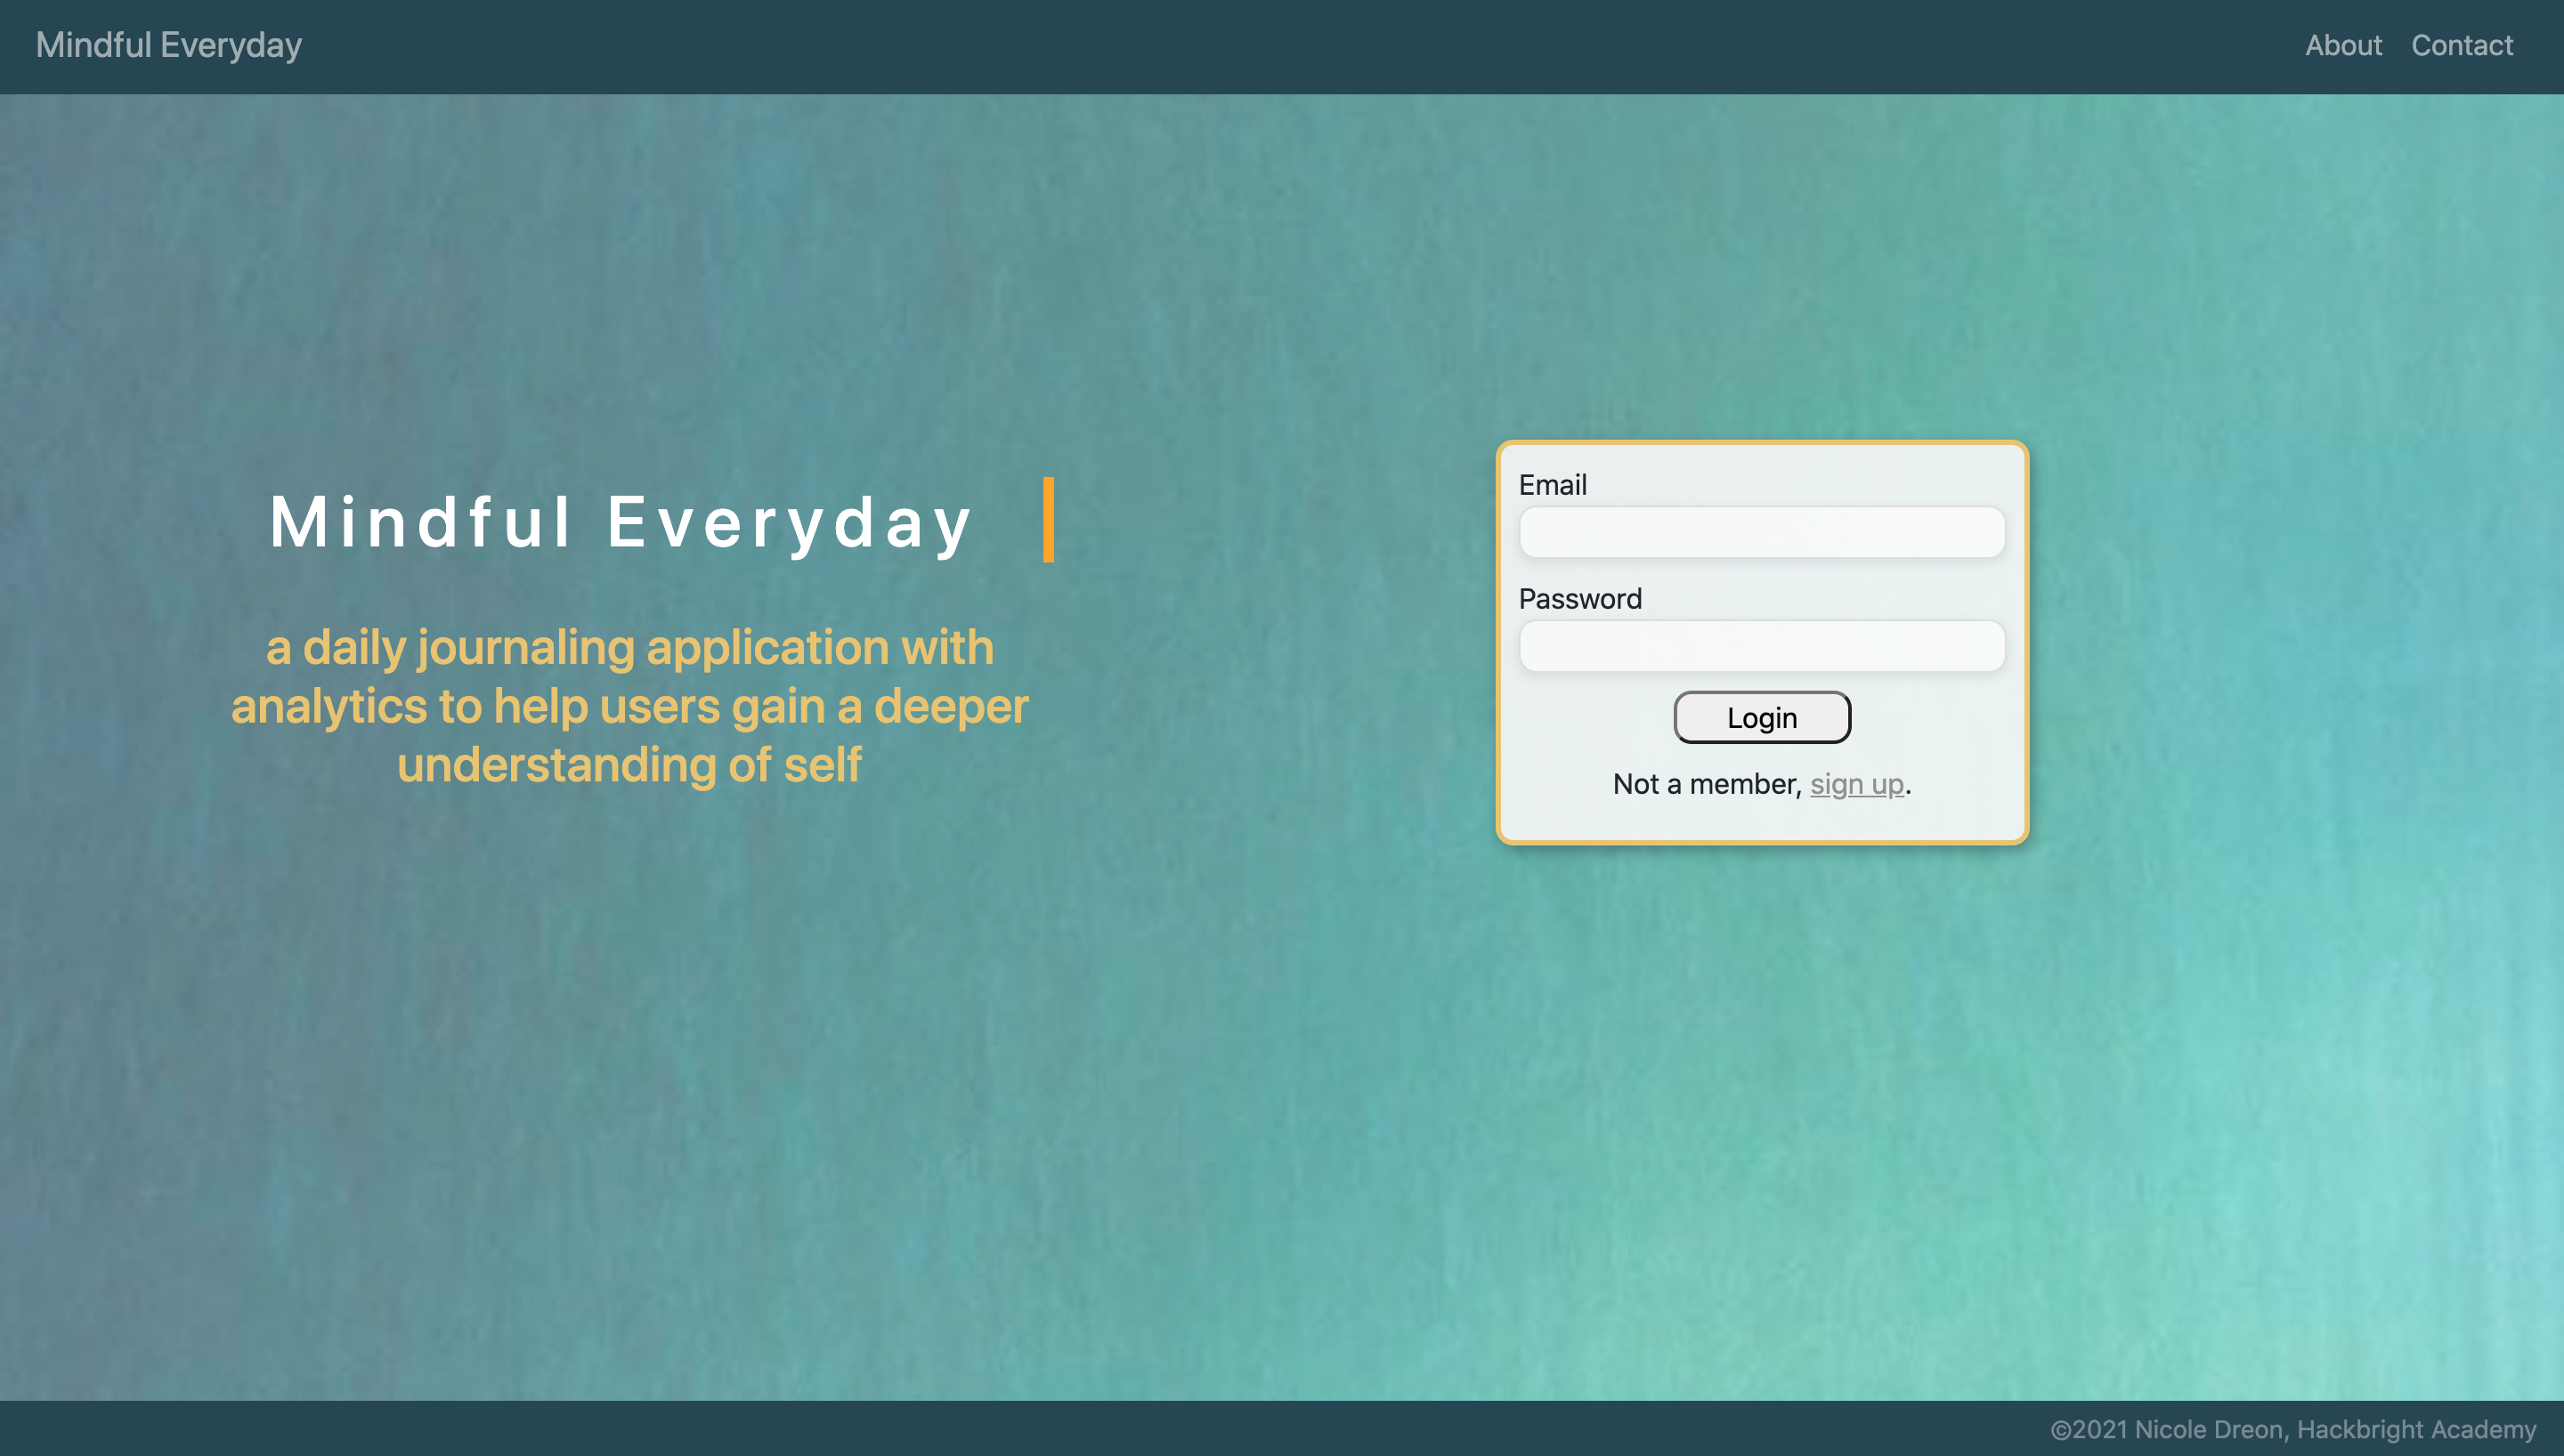 Mindful Everyday
About Contact
Mindful Everyday
a daily journaling application with
analytics to help users gain a deeper
understanding of self
Email
Password
Login
Not a member, sign up.
©2021 Nicole Dreon, Hackbright Academy